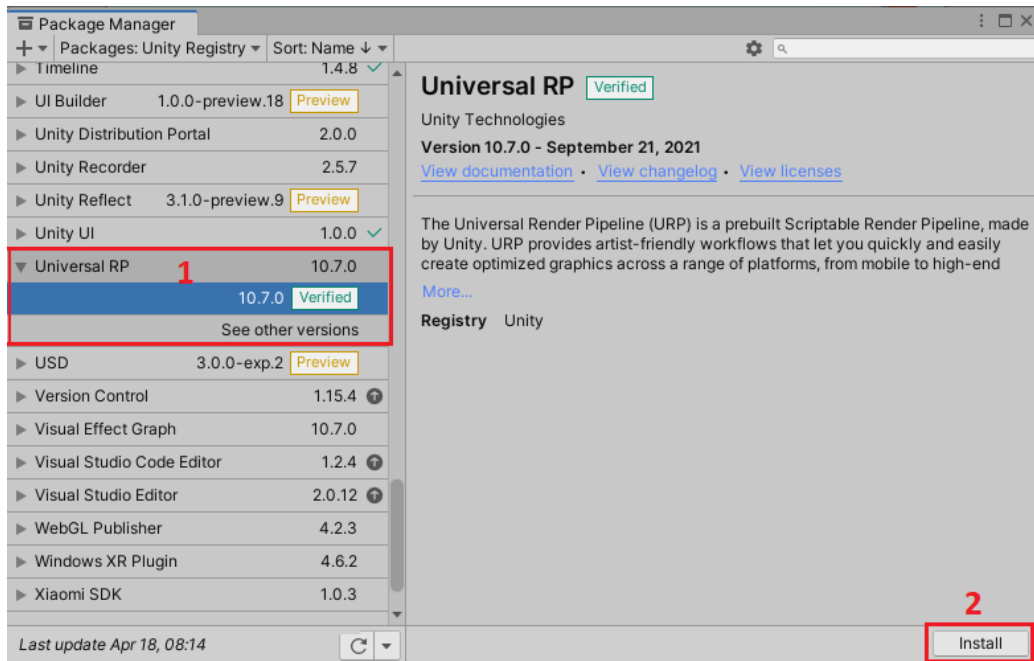 Package Manager
+ Packages: Unity Registry Sort: Name ↓
Timeline 1.4.8
UI Builder 1.0.0-preview.18 Preview
Unity Distribution Portal 2.0.0
Unity Recorder 2.5.7
Unity Reflect 3.1.0-preview.9 Preview
Unity UI 1.0.0
Universal RP 1 10.7.0
10.7.0 Verified
See other versions
USD 3.0.0-exp.2 Preview
Version Control 1.15.4
Visual Effect Graph 10.7.0
Visual Studio Code Editor 1.2.4
Visual Studio Editor 2.0.12
WebGL Publisher 4.2.3
Windows XR Plugin 4.6.2
Xiaomi SDK 1.0.3
Last update Apr 18, 08:14
Universal RP Verified
Unity Technologies
Version 10.7.0 - September 21, 2021
View documentation • View changelog • View licenses
The Universal Render Pipeline (URP) is a prebuilt Scriptable Render Pipeline, made
by Unity. URP provides artist-friendly workflows that let you quickly and easily
create optimized graphics across a range of platforms, from mobile to high-end
More...
Registry Unity
2
Install